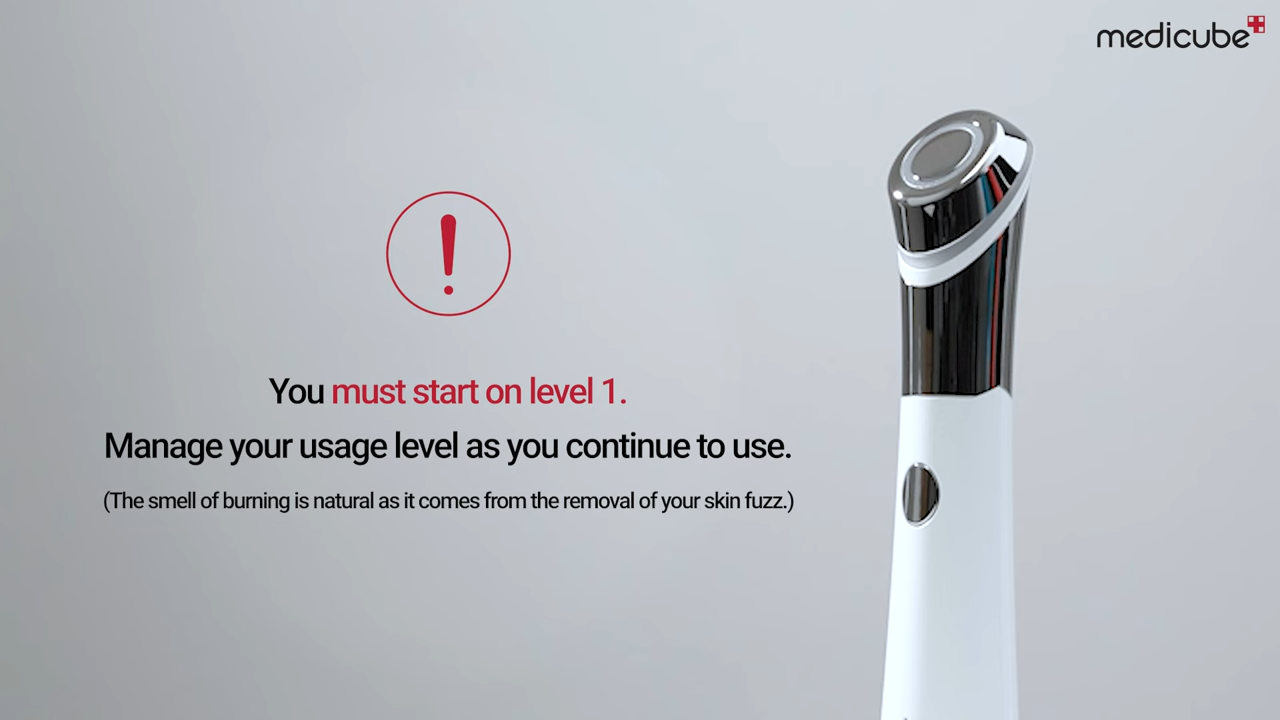 medicube
You must start on level 1.
Manage your usage level as you continue to use.
(The smell of burning is natural as it comes from the removal of your skin fuzz.)